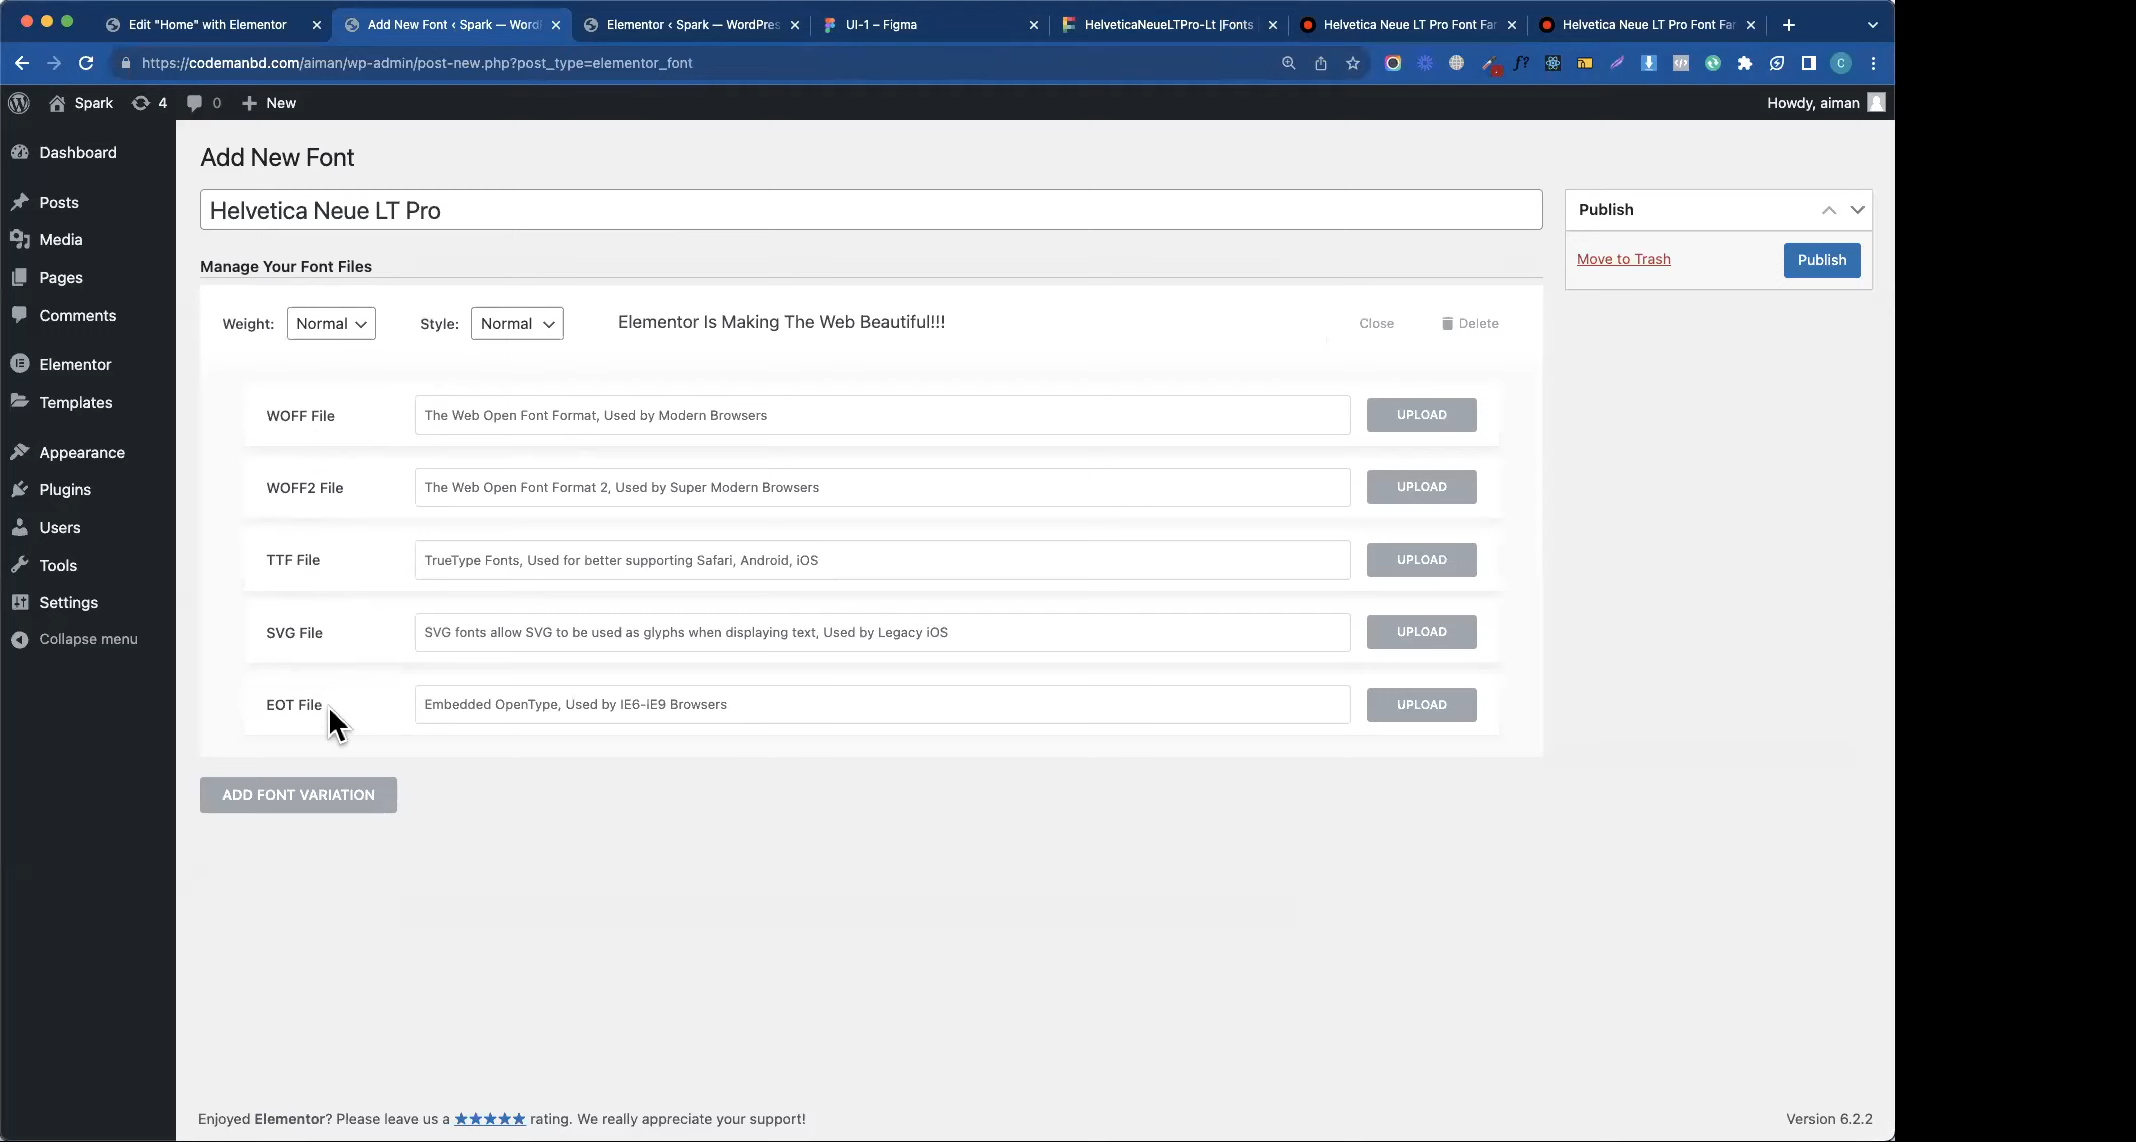 Edit "Home" with Elementor
Add New Font ‹ Spark — Word
Elementor ‹ Spark — WordPres
UI-1 – Figma
HelveticaNeueLTPro-Lt |Fonts
Helvetica Neue LT Pro Font Far
Helvetica Neue LT Pro Font Far
https://codemanbd.com/aiman/wp-admin/post-new.php?post_type=elementor_font
C
Spark
4
0
New
Howdy, aiman
Dashboard
Posts
Media
Pages
Comments
Elementor
Templates
Appearance
Plugins
Users
Tools
Settings
Collapse menu
Add New Font
Helvetica Neue LT Pro
Publish
Move to Trash
Publish
Manage Your Font Files
Weight: Normal
Style: Normal
Elementor Is Making The Web Beautiful!!!
Close
Delete
WOFF File
The Web Open Font Format, Used by Modern Browsers
UPLOAD
WOFF2 File
The Web Open Font Format 2, Used by Super Modern Browsers
UPLOAD
TTF File
TrueType Fonts, Used for better supporting Safari, Android, iOS
UPLOAD
SVG File
SVG fonts allow SVG to be used as glyphs when displaying text, Used by Legacy iOS
UPLOAD
EOT File
Embedded OpenType, Used by IE6-IE9 Browsers
UPLOAD
ADD FONT VARIATION
Enjoyed Elementor? Please leave us a ★★★★★ rating. We really appreciate your support!
Version 6.2.2